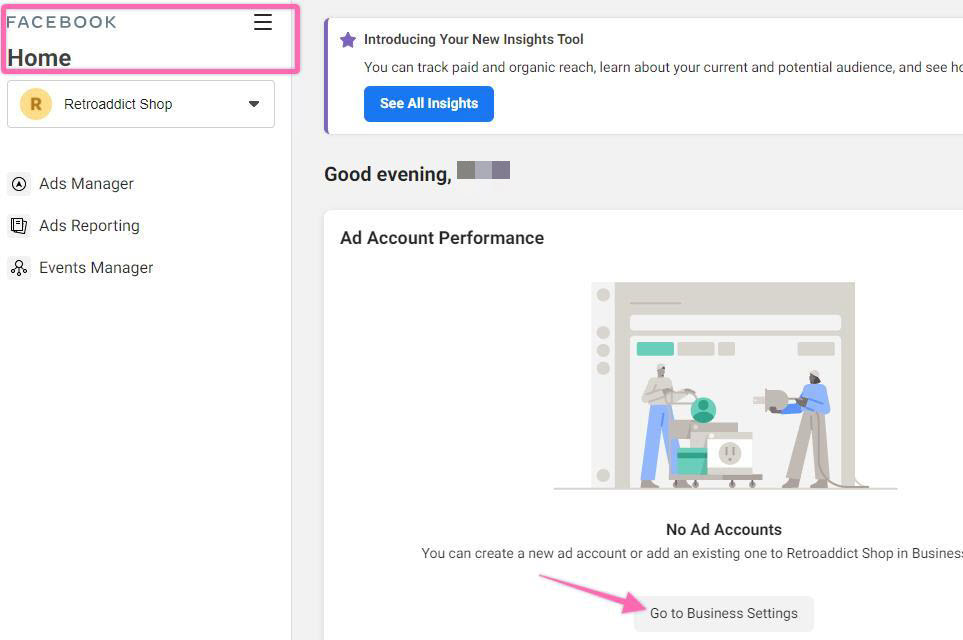 FACEBOOK
Home
R
Retroaddict Shop
Ads Manager
Ads Reporting
Events Manager
Introducing Your New Insights Tool
You can track paid and organic reach, learn about your current and potential audience, and see
See All Insights
Good evening,
Ad Account Performance
No Ad Accounts
You can create a new ad account or add an existing one to Retroaddict Shop in Business
Go to Business Settings